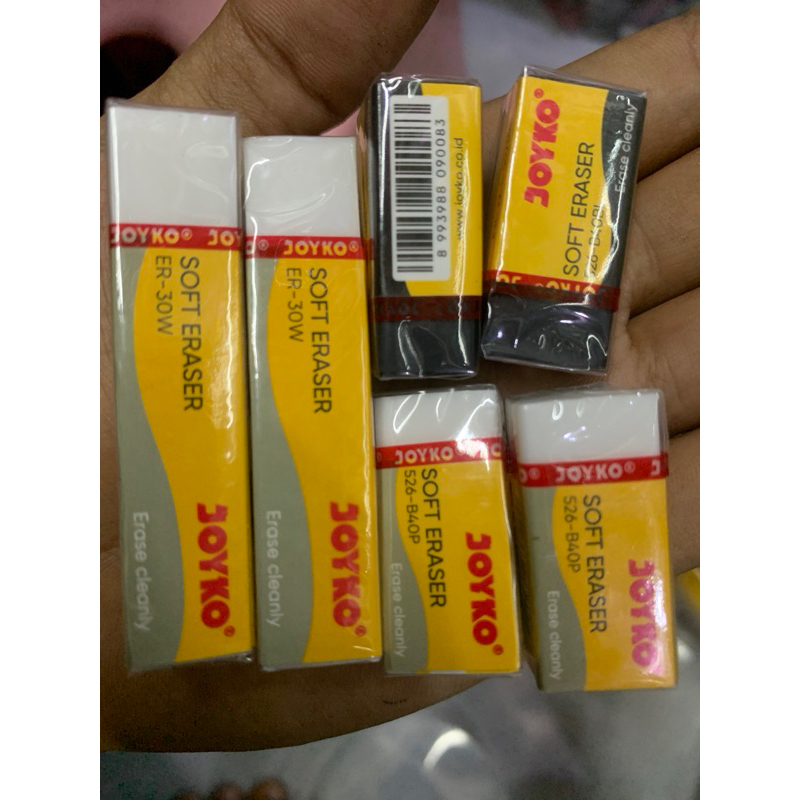 JOYKO®
SOFT ERASER
ER-30W
Erase cleanly
JOYKO®
JOYKO®
SOFT ERASER
ER-30W
Erase cleanly
JOYKO®
8 993988 090083
www.joyko.co.id
JOYKO®
SOFT ERASER
526-B40BL
Erase cleanly
JOYKO®
SOFT ERASER
526-B40P
Erase cleanly
JOYKO®
JOYKO®
SOFT ERASER
526-B40P
Erase cleanly
JOYKO